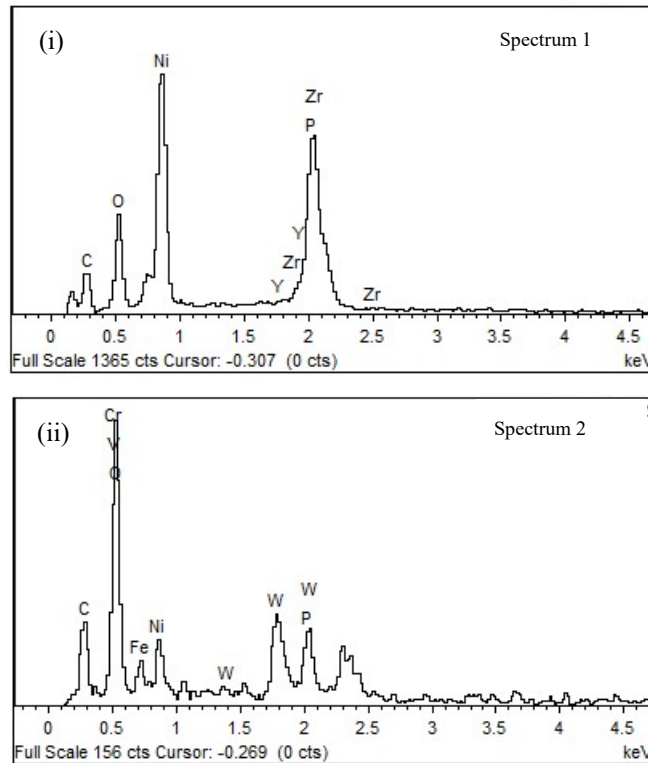 (i)
Spectrum 1
Ni
Zr
P
O
Y
C
Zr
Y
Zr
0 0.5 1 1.5 2 2.5 3 3.5 4 4.5
Full Scale 1365 cts Cursor: -0.307 (0 cts) keV
(ii)
Spectrum 2
Cr
V
O
C
Fe
Ni
W
W
W
P
0 0.5 1 1.5 2 2.5 3 3.5 4 4.5
Full Scale 156 cts Cursor: -0.269 (0 cts) keV